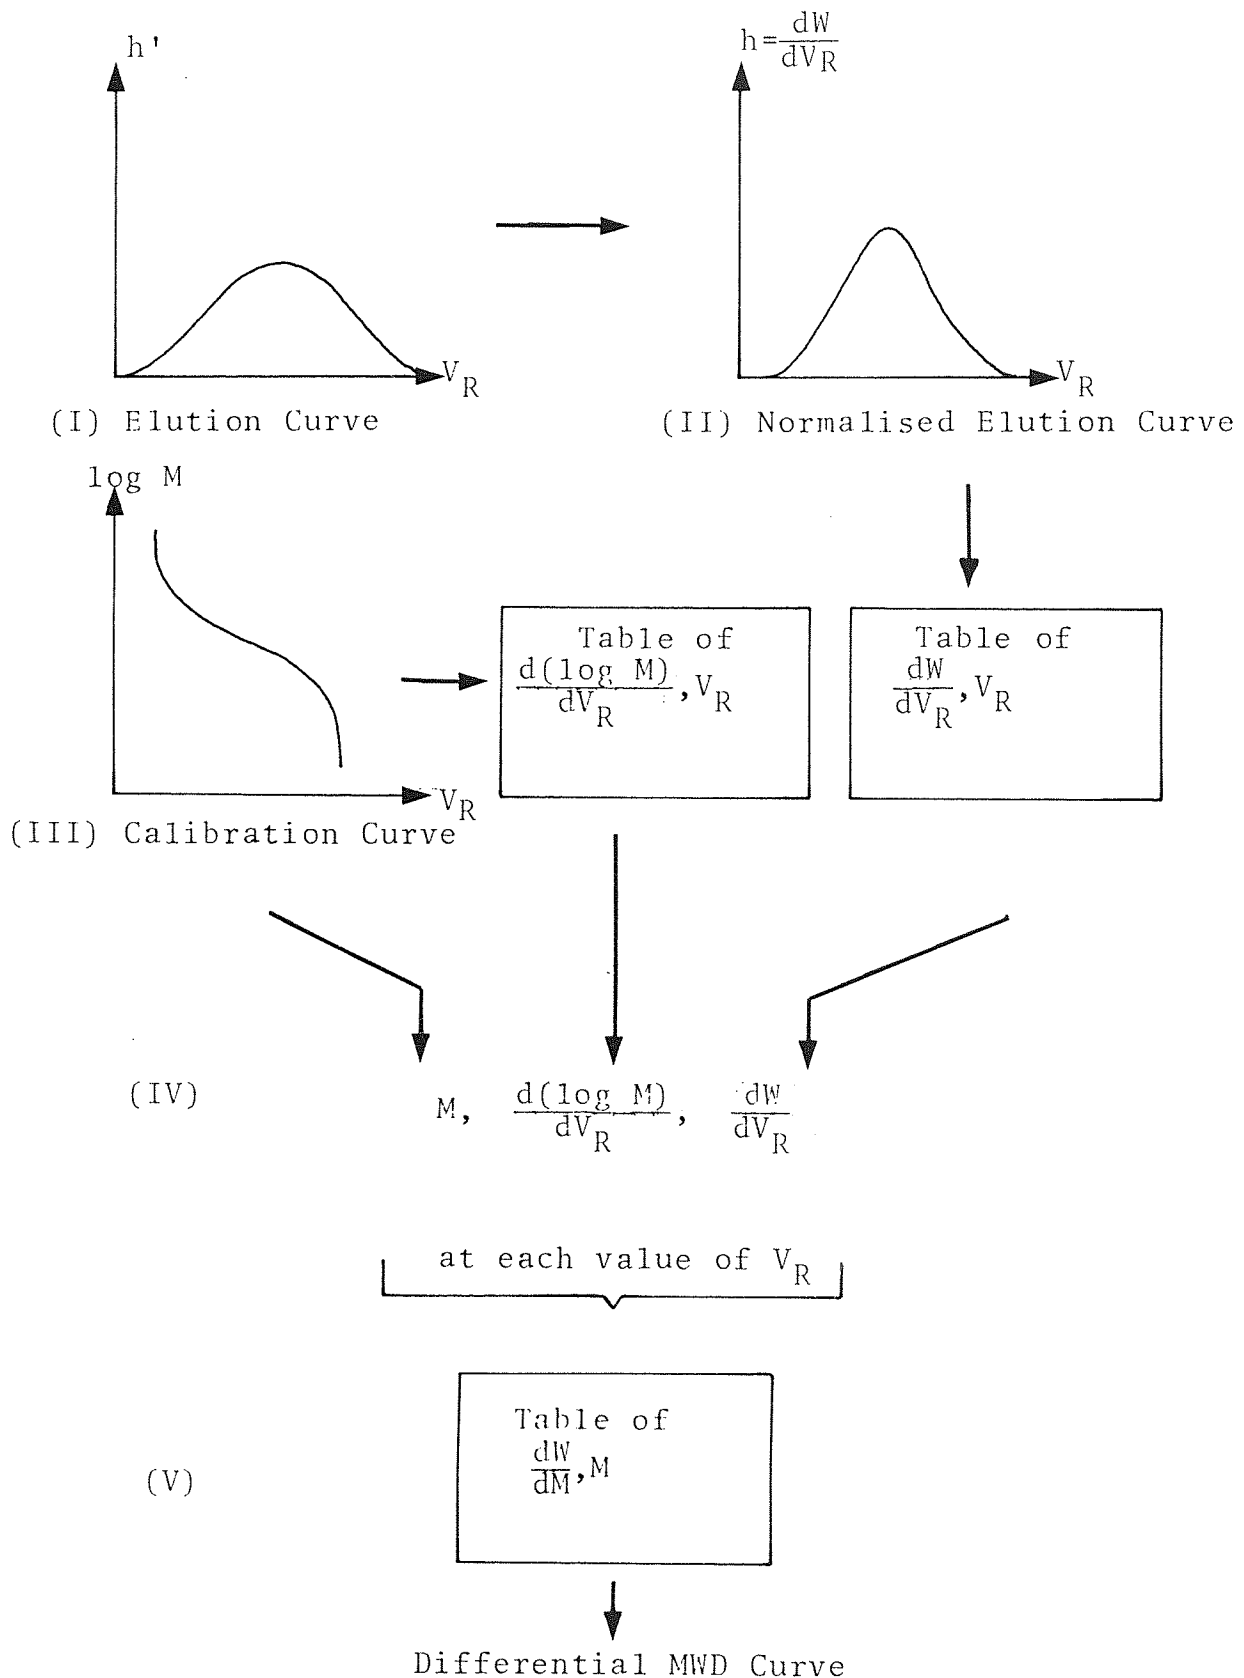 h'
h=dW/dV_R
V_R
V_R
(I) Elution Curve
(II) Normalised Elution Curve
log M
Table of
d(log M)/dV_R, V_R
Table of
dW/dV_R, V_R
V_R
(III) Calibration Curve
(IV)
M, d(log M)/dV_R, dW/dV_R
at each value of V_R
Table of
dW/dM, M
(V)
Differential MWD Curve